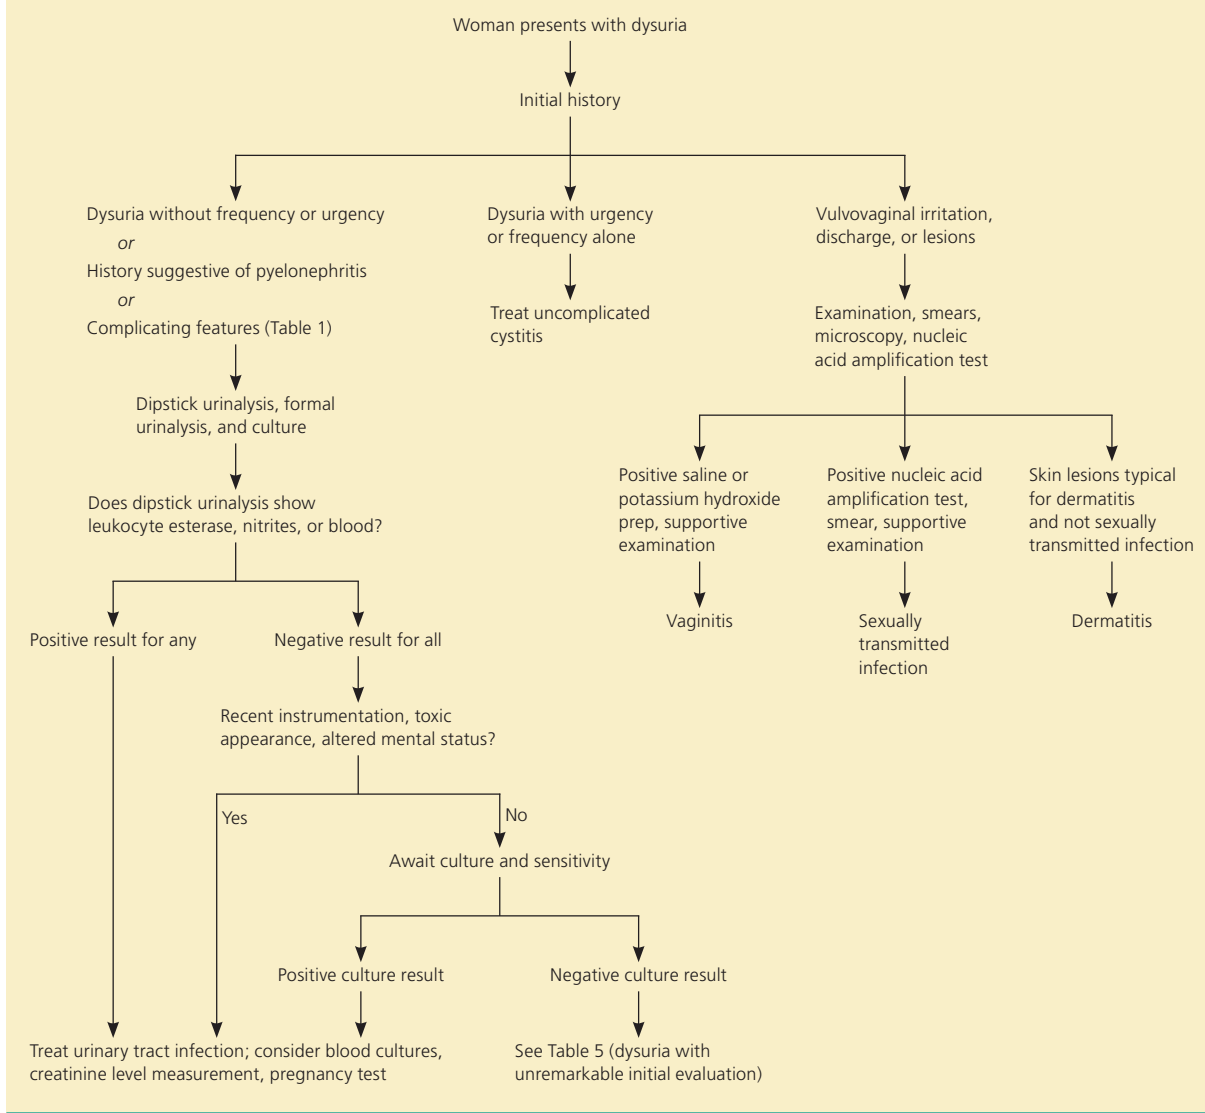 Woman presents with dysuria
Initial history
Dysuria without frequency or urgency
or
History suggestive of pyelonephritis
or
Complicating features (Table 1)
Dipstick urinalysis, formal
urinalysis, and culture
Does dipstick urinalysis show
leukocyte esterase, nitrites, or blood?
Positive result for any
Negative result for all
Recent instrumentation, toxic
appearance, altered mental status?
Yes
No
Await culture and sensitivity
Positive culture result
Negative culture result
Treat urinary tract infection; consider blood cultures,
creatinine level measurement, pregnancy test
See Table 5 (dysuria with
unremarkable initial evaluation)
Dysuria with urgency
or frequency alone
Treat uncomplicated
cystitis
Vulvovaginal irritation,
discharge, or lesions
Examination, smears,
microscopy, nucleic
acid amplification test
Positive saline or
potassium hydroxide
prep, supportive
examination
Vaginitis
Positive nucleic acid
amplification test,
smear, supportive
examination
Sexually
transmitted
infection
Skin lesions typical
for dermatitis
and not sexually
transmitted infection
Dermatitis